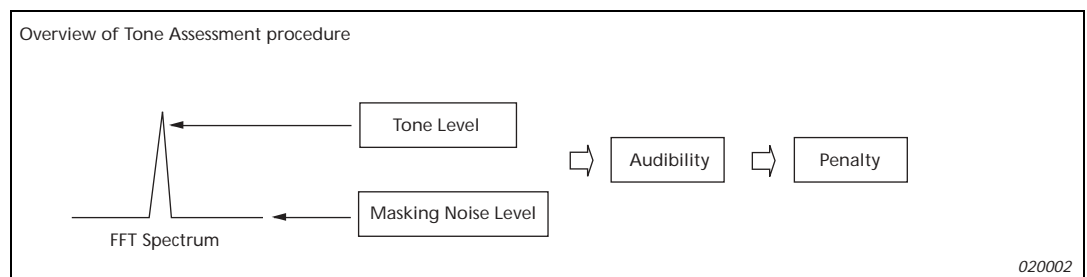 Overview of Tone Assessment procedure
Tone Level
Audibility
Penalty
Masking Noise Level
FFT Spectrum
020002